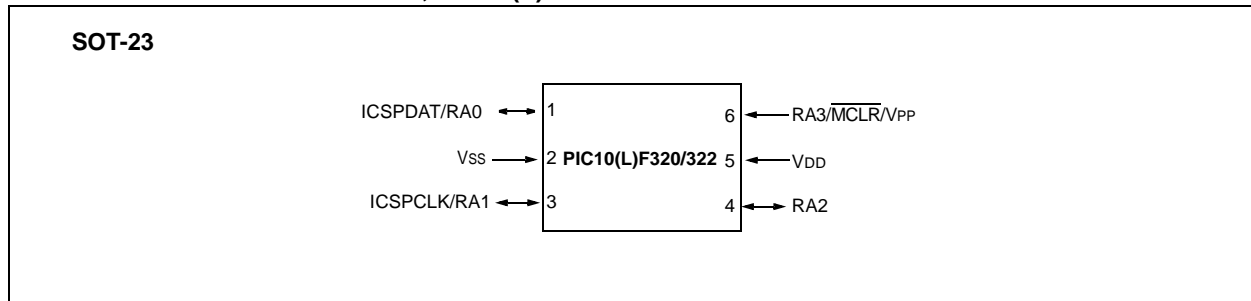 SOT-23
ICSPDAT/RA0 1 6 RA3/MCLR/VPP
VSS 2 PIC10(L)F320/322 5 VDD
ICSPCLK/RA1 3 4 RA2